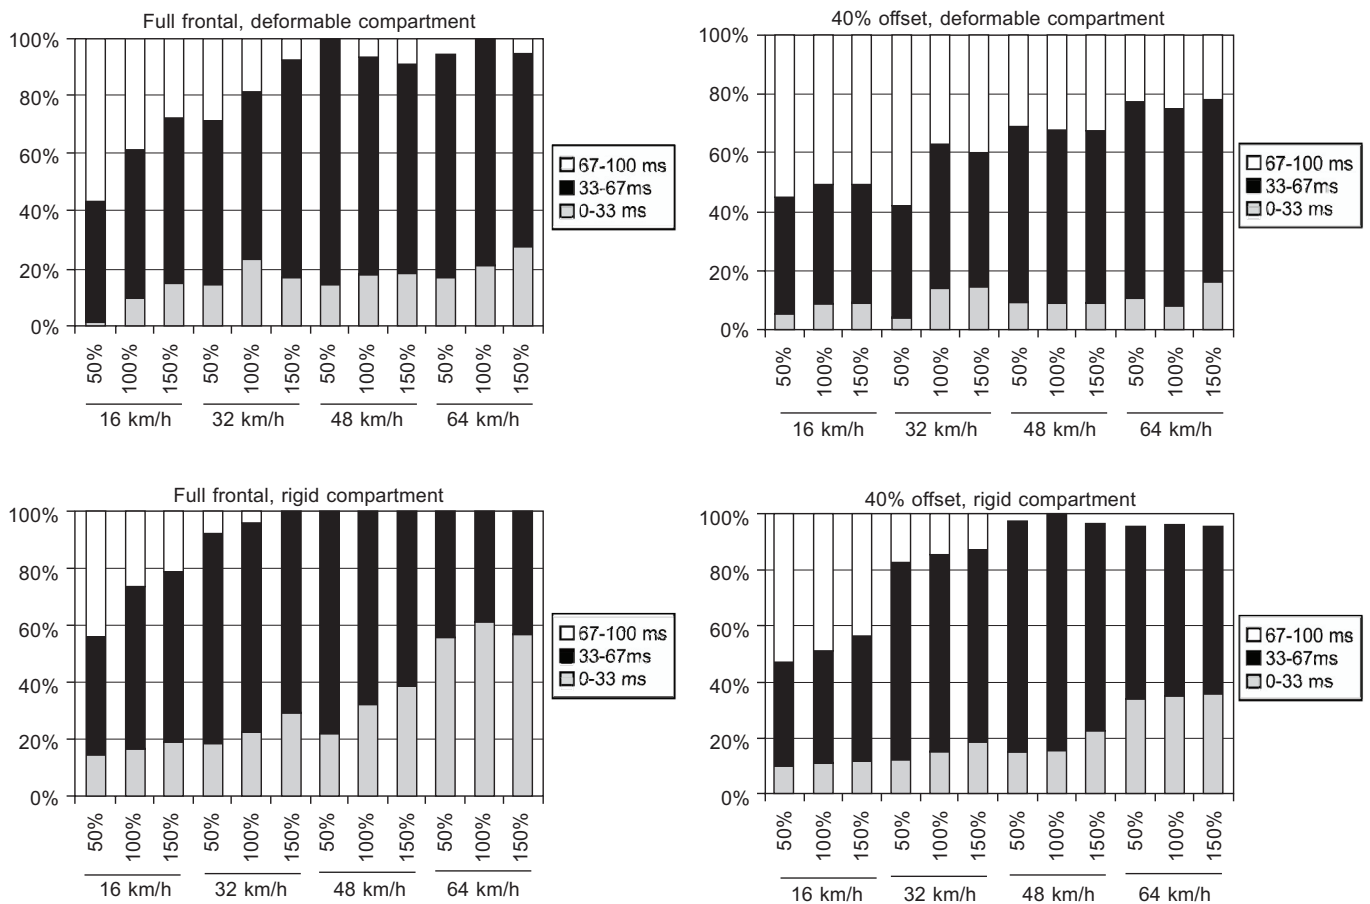 Full frontal, deformable compartment
100%
80%
60%
40%
20%
0%
50% 100% 150% 50% 100% 150% 50% 100% 150% 50% 100% 150%
16 km/h 32 km/h 48 km/h 64 km/h
67-100 ms
33-67ms
0-33 ms
40% offset, deformable compartment
100%
80%
60%
40%
20%
0%
50% 100% 150% 50% 100% 150% 50% 100% 150% 50% 100% 150%
16 km/h 32 km/h 48 km/h 64 km/h
67-100 ms
33-67ms
0-33 ms
Full frontal, rigid compartment
100%
80%
60%
40%
20%
0%
50% 100% 150% 50% 100% 150% 50% 100% 150% 50% 100% 150%
16 km/h 32 km/h 48 km/h 64 km/h
67-100 ms
33-67ms
0-33 ms
40% offset, rigid compartment
100%
80%
60%
40%
20%
0%
50% 100% 150% 50% 100% 150% 50% 100% 150% 50% 100% 150%
16 km/h 32 km/h 48 km/h 64 km/h
67-100 ms
33-67ms
0-33 ms